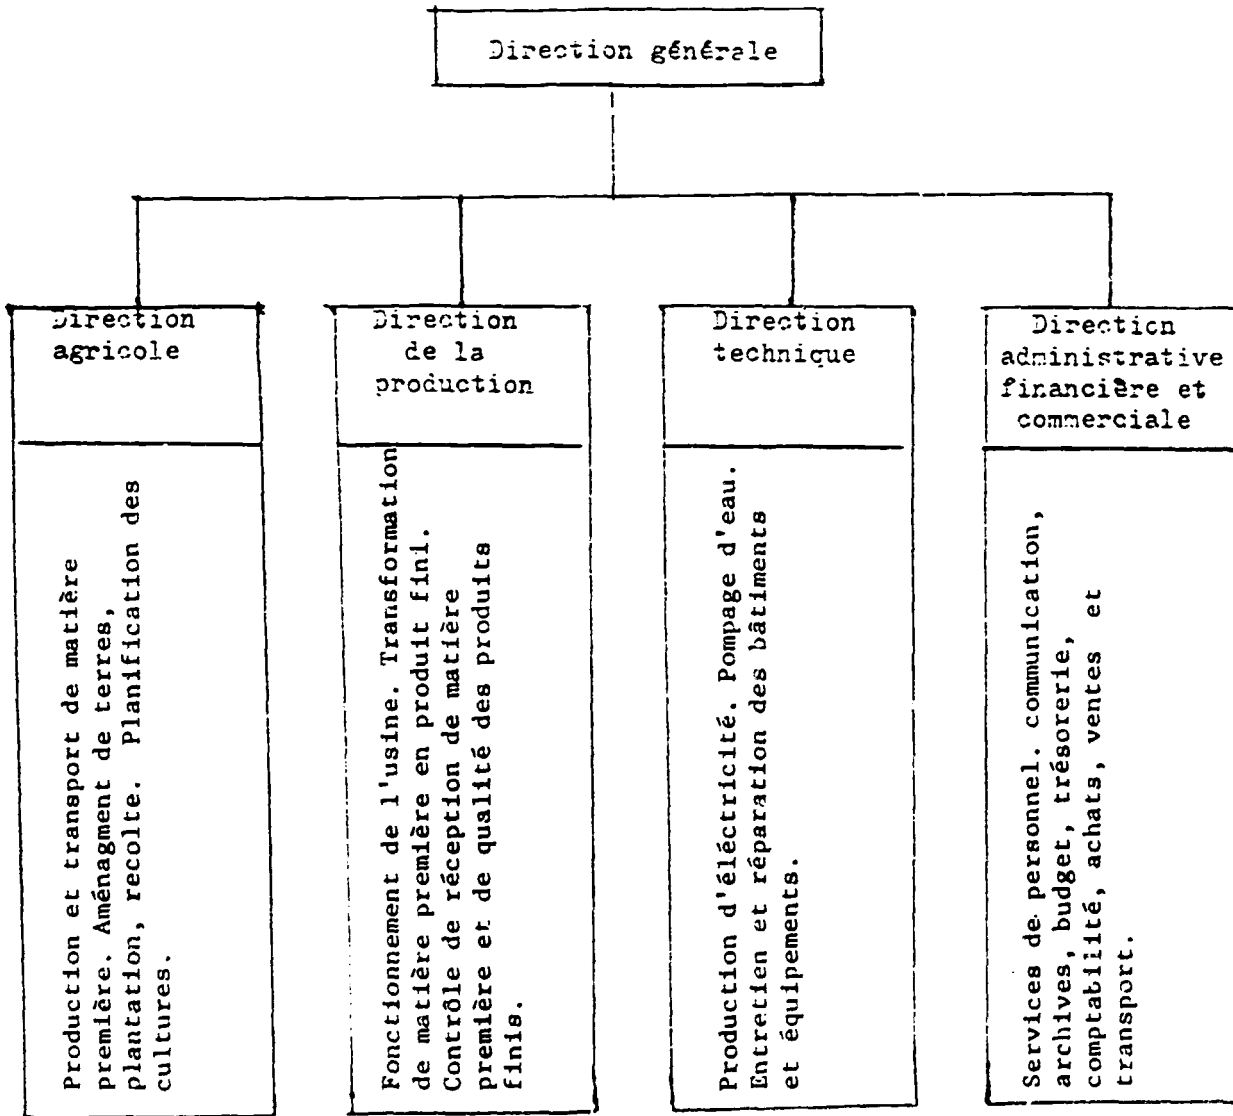 Direction générale
Direction
agricole
Production et transport de matière
première. Aménagment de terres,
plantation, recolte. Planification des
cultures.
Direction
de la
production
Fonctionnement de l'usine. Transformation
de matière première en produit fini.
Contrôle de réception de matière
première et de qualité des produits
finis.
Direction
technique
Production d'éléctricité. Pompage d'eau.
Entretien et réparation des bâtiments
et équipements.
Direction
administrative
financière et
commerciale
Services de personnel. communication,
archives, budget, trésorerie,
comptabilité, achats, ventes et
transport.